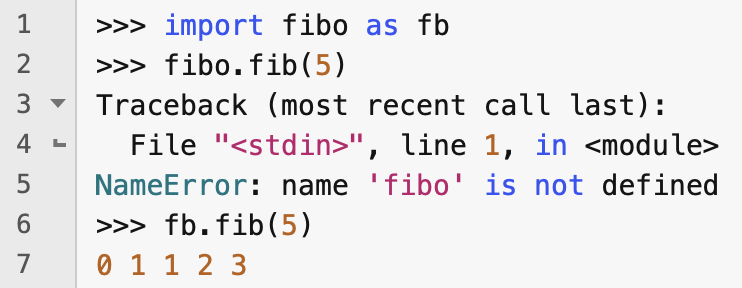 1 >>> import fibo as fb
2 >>> fibo.fib(5)
3 Traceback (most recent call last):
4   File "<stdin>", line 1, in <module>
5 NameError: name 'fibo' is not defined
6 >>> fb.fib(5)
7 0 1 1 2 3